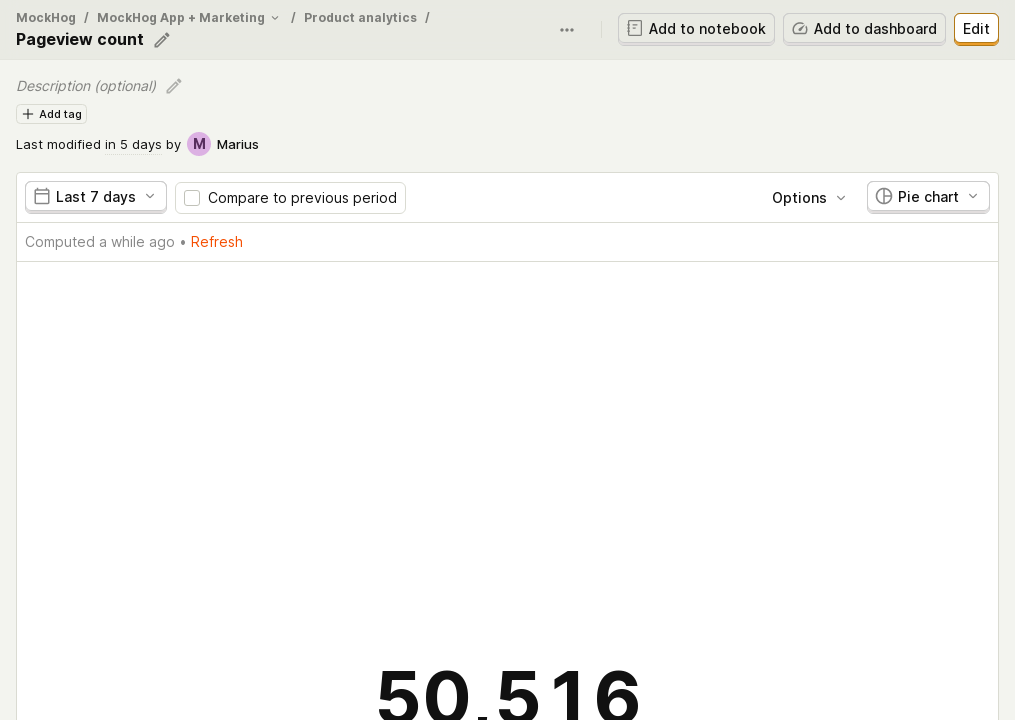 MockHog / MockHog App + Marketing / Product analytics /
Pageview count
Add to notebook
Add to dashboard
Edit
Description (optional)
Add tag
Last modified in 5 days by M Marius
Last 7 days
Compare to previous period
Options
Pie chart
Computed a while ago • Refresh
50,516